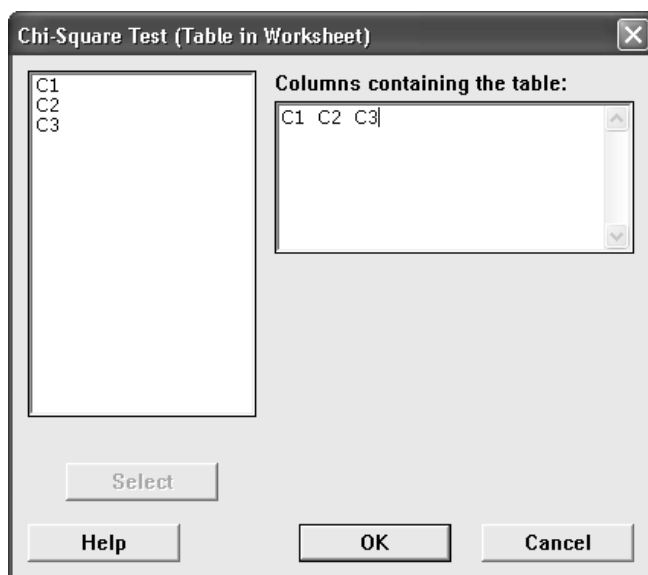 Chi-Square Test (Table in Worksheet)
C1
C2
C3
Columns containing the table:
C1 C2 C3
Select
Help
OK
Cancel